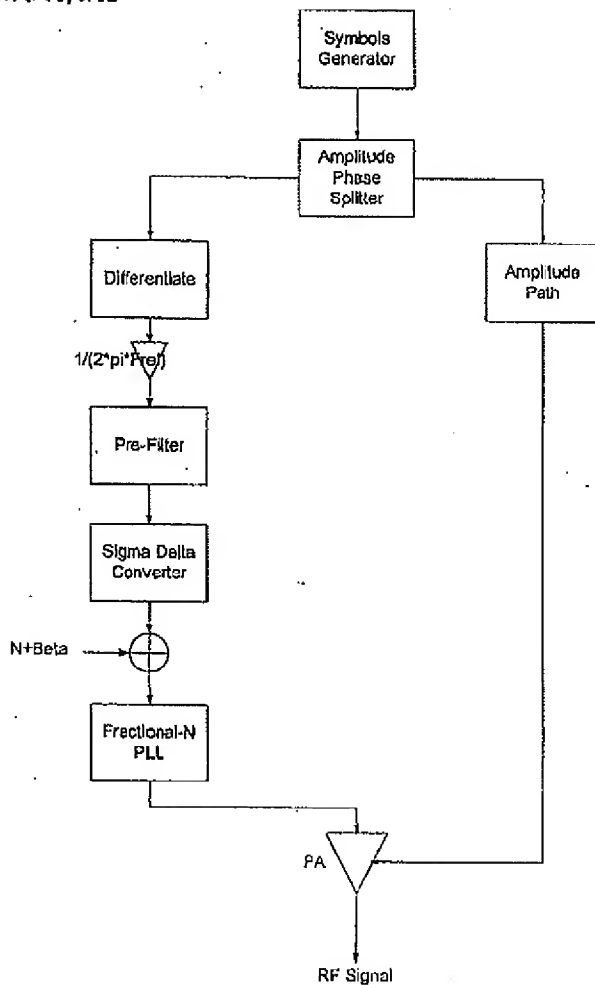 Symbols
Generator
Amplitude
Phase
Splitter
Differentiate
Amplitude
Path
1/(2*pi*Fref)
Pre-Filter
Sigma Delta
Converter
N+Beta
Fractional-N
PLL
PA
RF Signal